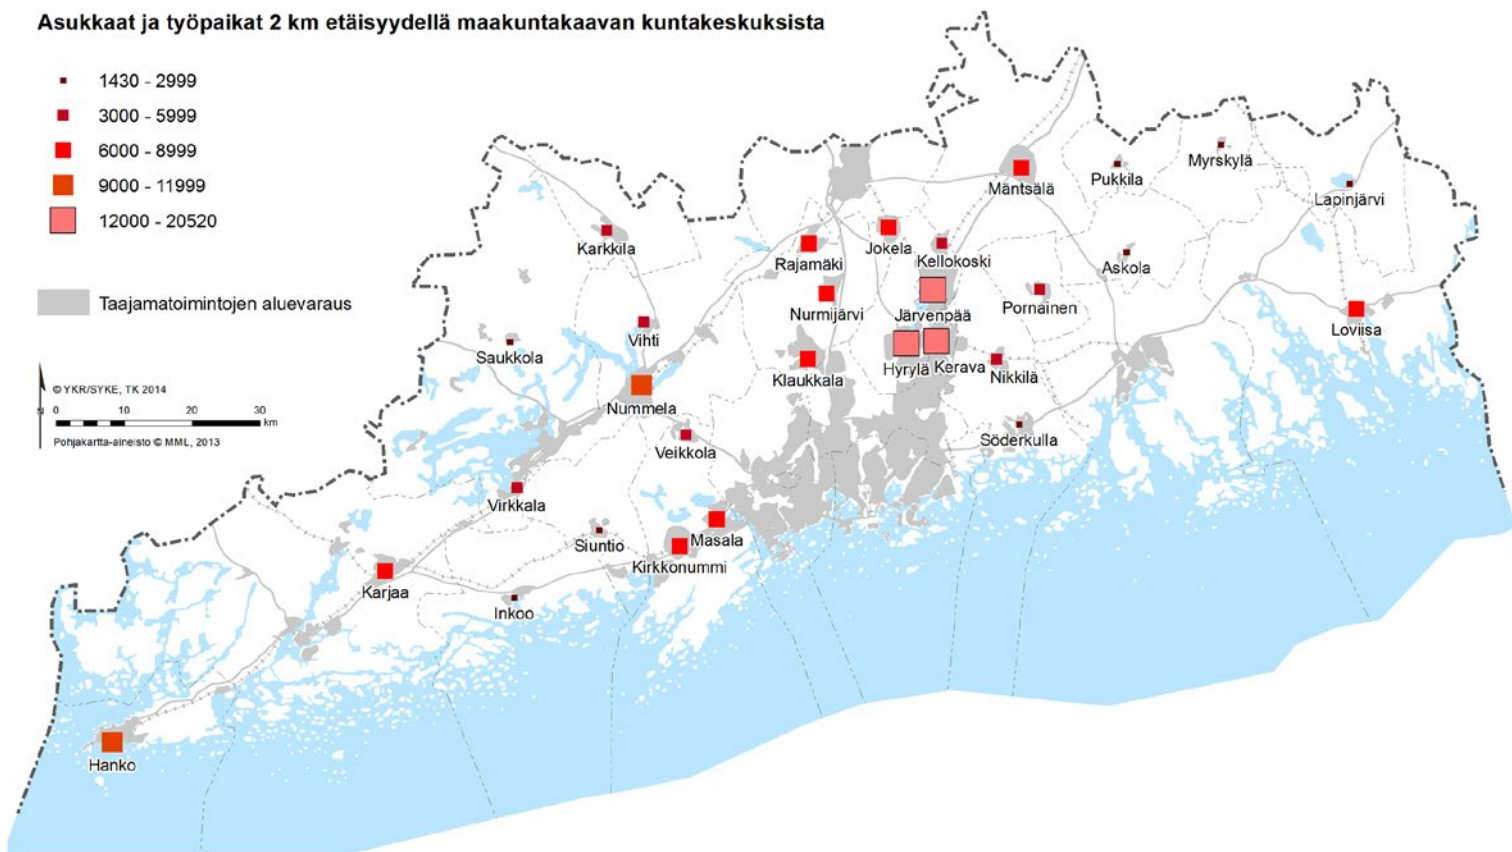 Asukkaat ja työpaikat 2 km etäisyydellä maakuntakaavan kuntakeskuksista
1430 - 2999
3000 - 5999
6000 - 8999
9000 - 11999
12000 - 20520
Taajamatoimintojen aluevaraus
© YKR/SYKE, TK 2014
0 10 20 30
km
Pohjakartta-aineisto © MML, 2013
Myrskylä
Pukkila
Mäntsälä
Lapinjärvi
Karkkila
Jokela
Rajamäki
Kellokoski
Askola
Nurmijärvi
Järvenpää
Pornainen
Loviisa
Vihti
Saukkola
Klaukkala
Hyrylä
Kerava
Nikkilä
Nummela
Söderkulla
Veikkola
Virkkala
Siuntio
Masala
Kirkkonummi
Karjaa
Inkoo
Hanko